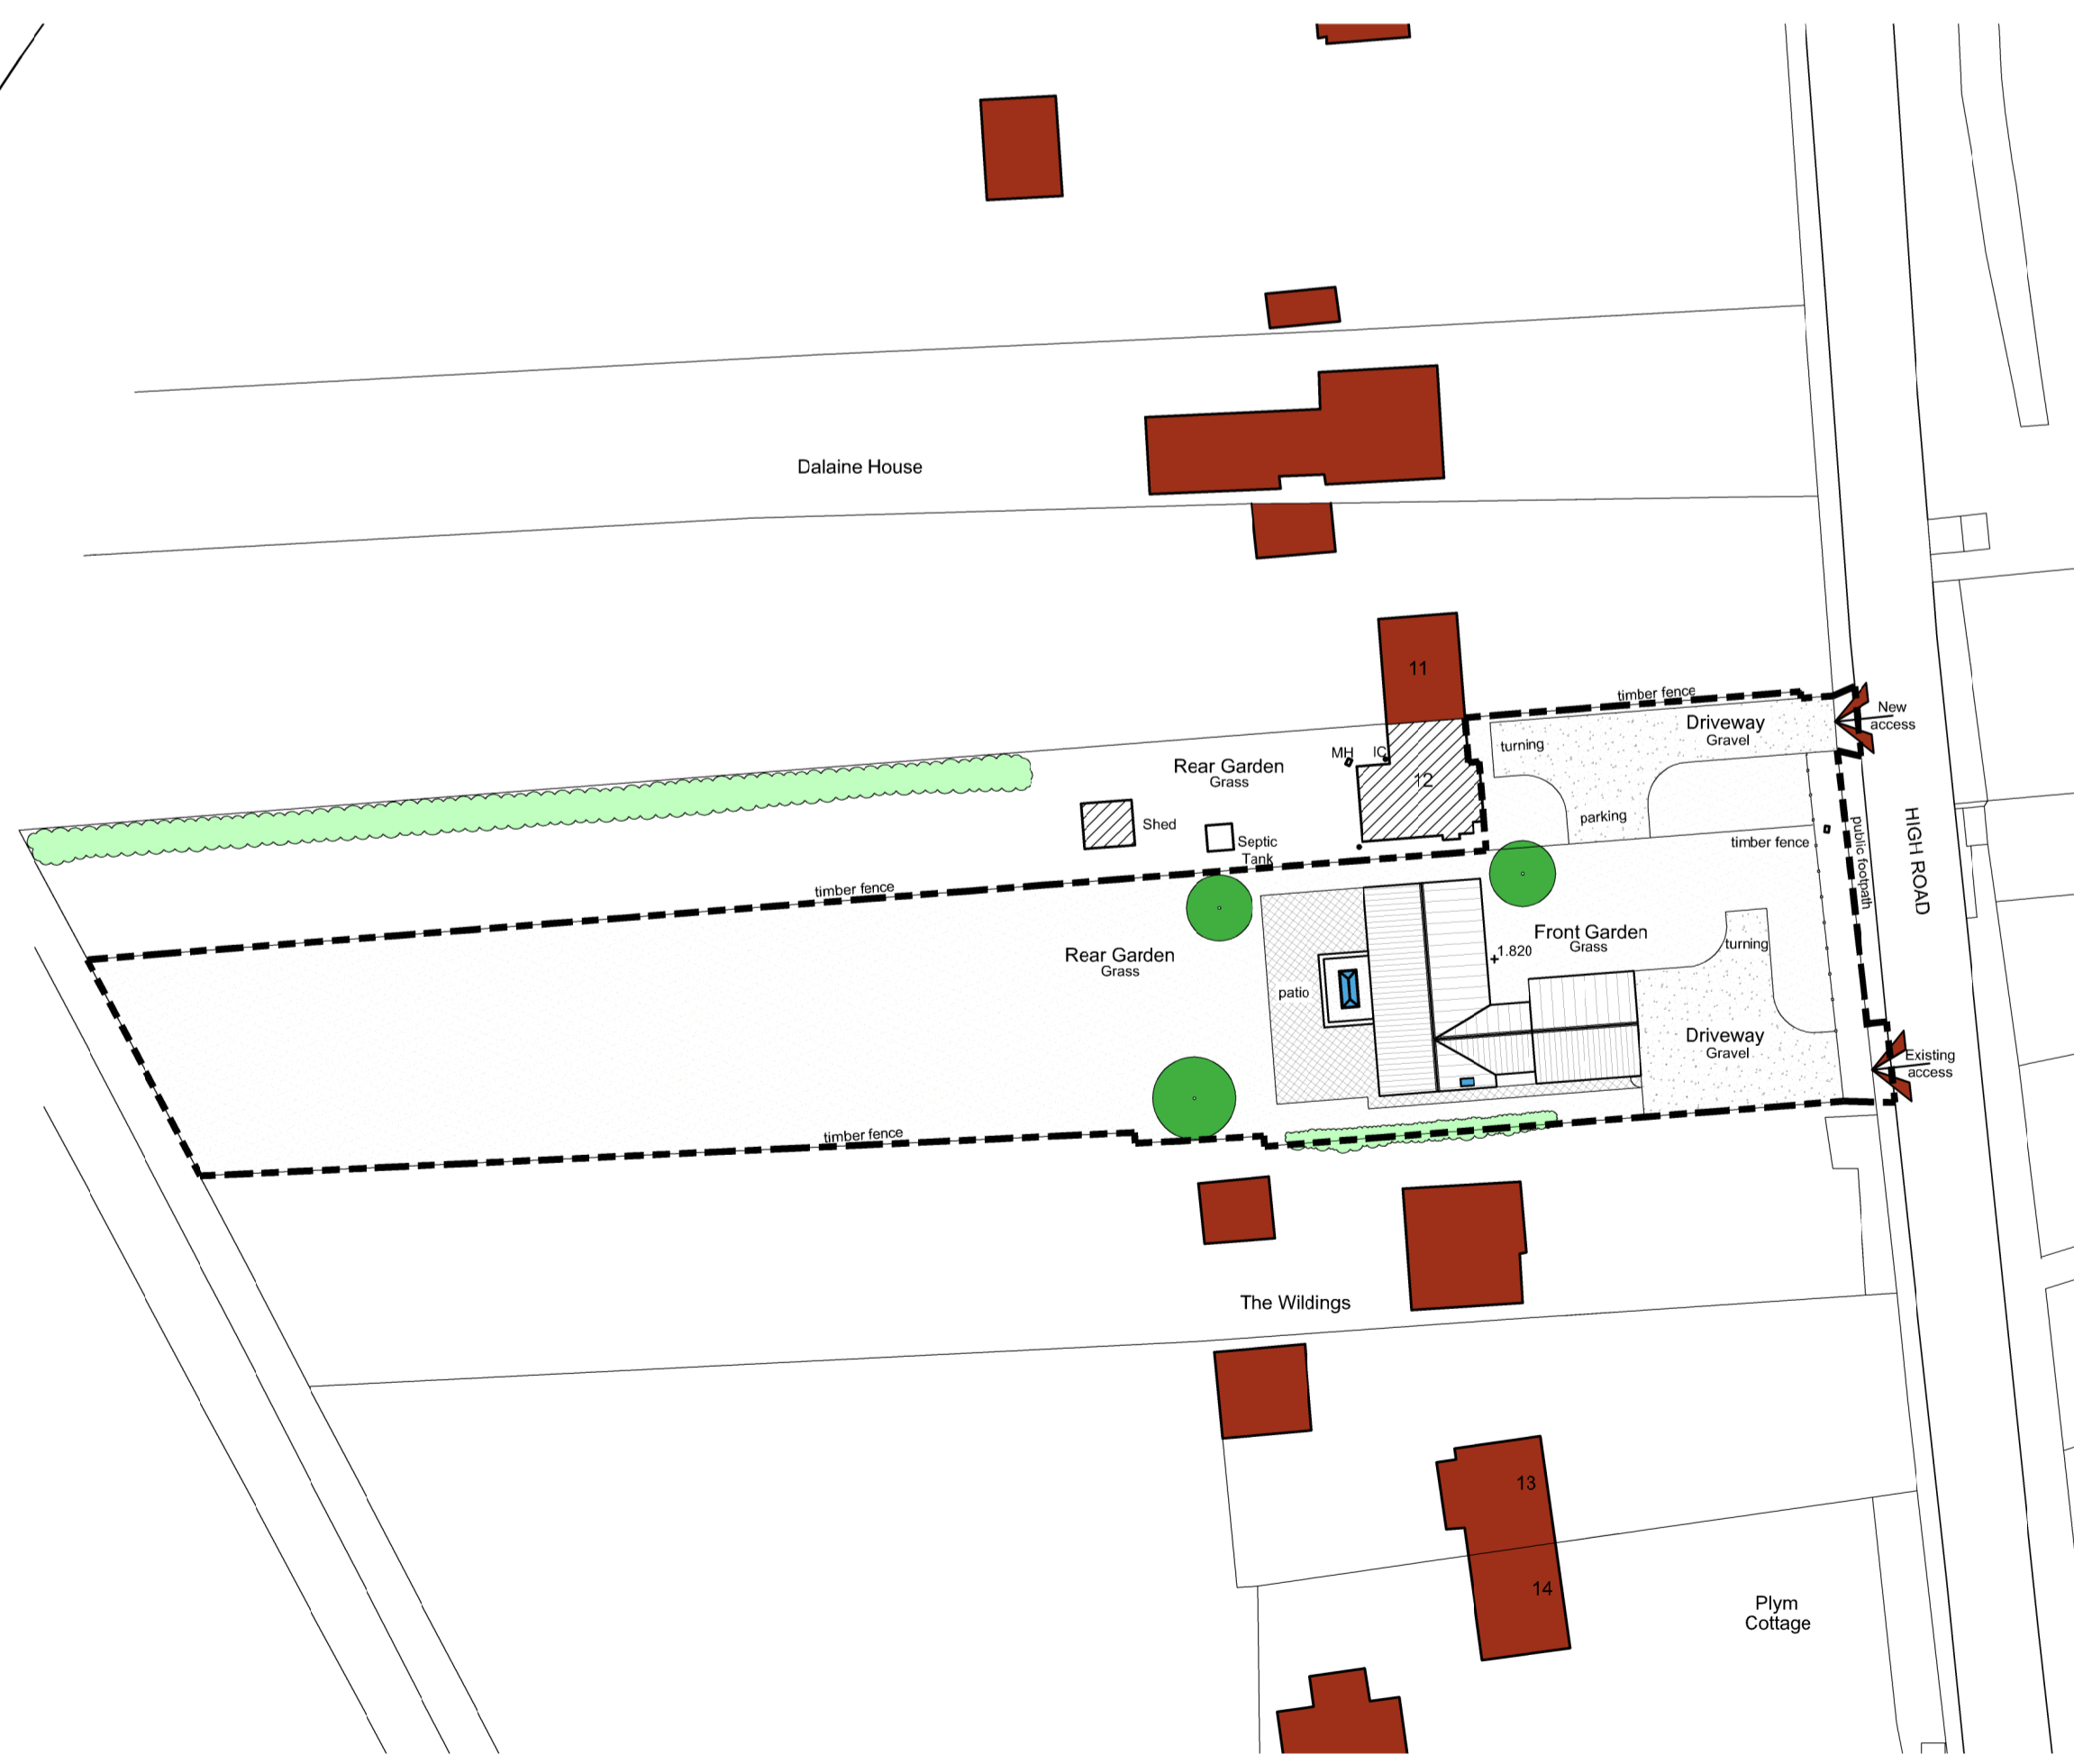 Dalaine House
11
timber fence
New
access
Driveway
Gravel
turning
MH
IC
Rear Garden
Grass
12
parking
Shed
Septic
Tank
timber fence
public footpath
HIGH ROAD
timber fence
Front Garden
Grass
turning
1.820
Rear Garden
Grass
patio
Driveway
Gravel
Existing
access
timber fence
The Wildings
13
14
Plym
Cottage